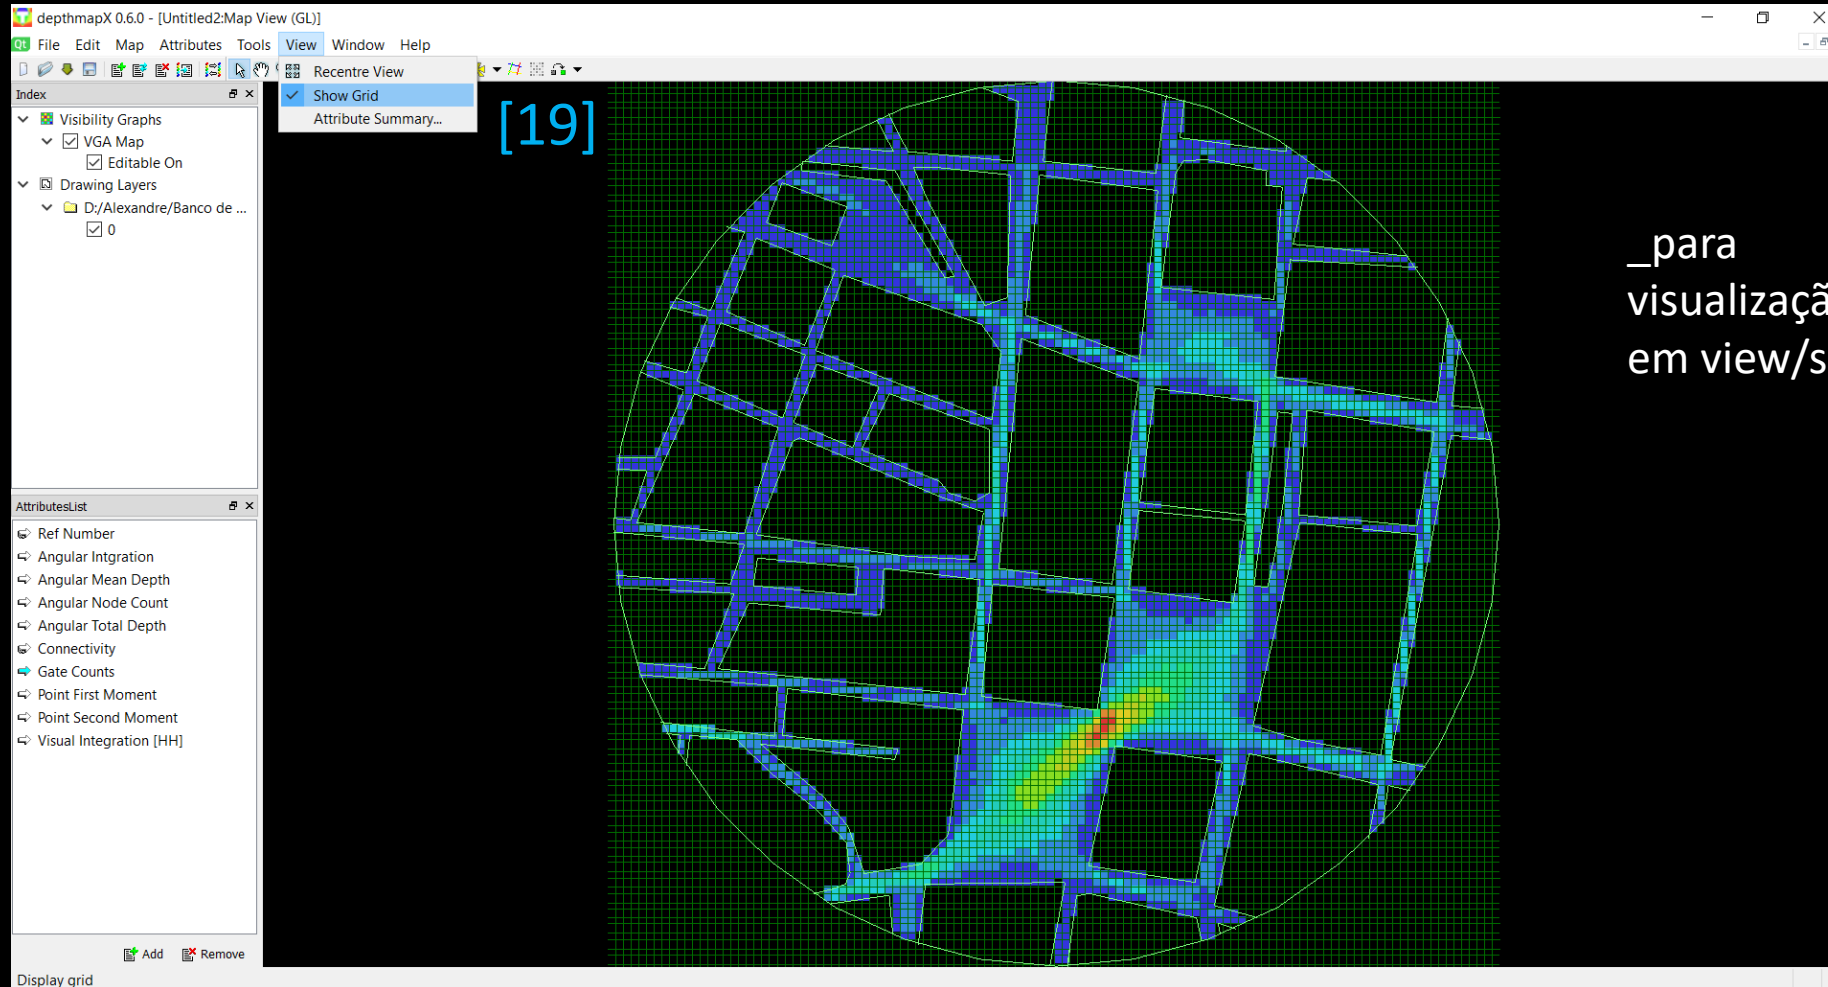 depthmapX 0.6.0 - [Untitled2:Map View (GL)]
File Edit Map Attributes Tools View Window Help
Recentre View
Show Grid
Attribute Summary...
Index
Visibility Graphs
VGA Map
Editable On
Drawing Layers
D:/Alexandre/Banco de ...
0
[19]
_para
visualizaçã
em view/s
AttributesList
Ref Number
Angular Intgration
Angular Mean Depth
Angular Node Count
Angular Total Depth
Connectivity
Gate Counts
Point First Moment
Point Second Moment
Visual Integration [HH]
Add Remove
Display grid